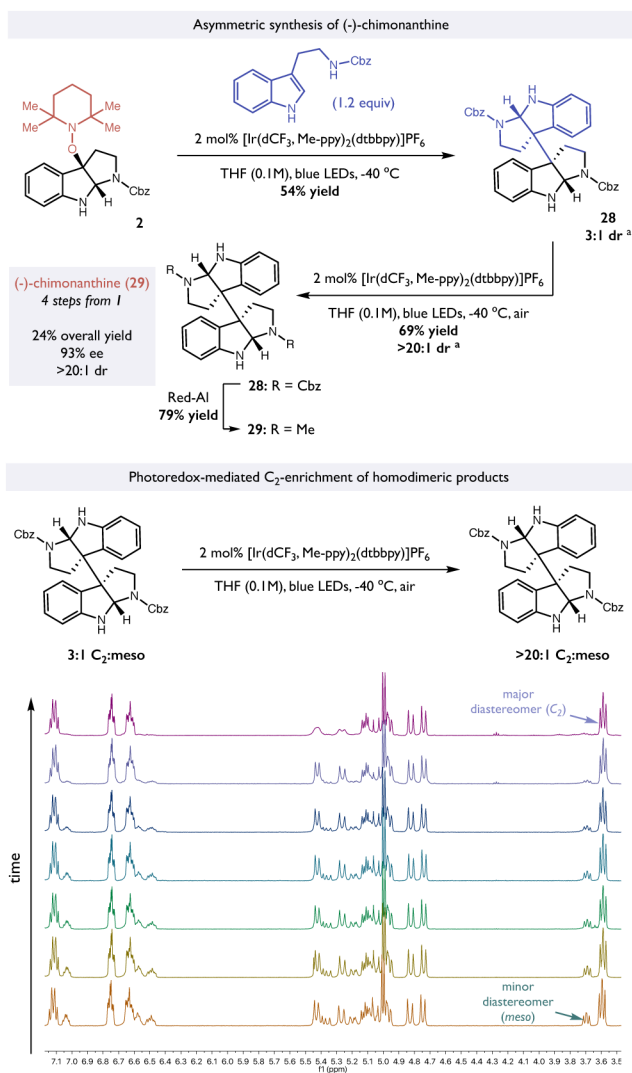 Asymmetric synthesis of (-)-chimonanthine
Me
Me
Me
Me
N
O
N
Cbz
N
H
H
2
N
H
Cbz
N
H
(1.2 equiv)
2 mol% [Ir(dCF3, Me-ppy)2(dtbbpy)]PF6
THF (0.1M), blue LEDs, -40 °C
54% yield
Cbz
N
H
H
N
N
H
H
N
Cbz
28
3:1 dr a
(-)-chimonanthine (29)
4 steps from 1
24% overall yield
93% ee
>20:1 dr
R
N
H
H
N
N
H
H
N
R
2 mol% [Ir(dCF3, Me-ppy)2(dtbbpy)]PF6
THF (0.1M), blue LEDs, -40 °C, air
69% yield
>20:1 dr a
Red-Al
79% yield
28: R = Cbz
29: R = Me
Photoredox-mediated C2-enrichment of homodimeric products
Cbz
N
H
H
N
N
H
H
N
Cbz
3:1 C2:meso
2 mol% [Ir(dCF3, Me-ppy)2(dtbbpy)]PF6
THF (0.1M), blue LEDs, -40 °C, air
Cbz
N
H
H
N
N
H
H
N
Cbz
>20:1 C2:meso
time
major
diastereomer (C2)
minor
diastereomer
(meso)
7.1 7.0 6.9 6.8 6.7 6.6 6.5 6.4 6.3 6.2 6.1 6.0 5.9 5.8 5.7 5.6 5.5 5.4 5.3 5.2 5.1 5.0 4.9 4.8 4.7 4.6 4.5 4.4 4.3 4.2 4.1 4.0 3.9 3.8 3.7 3.6 3.5
f1 (ppm)